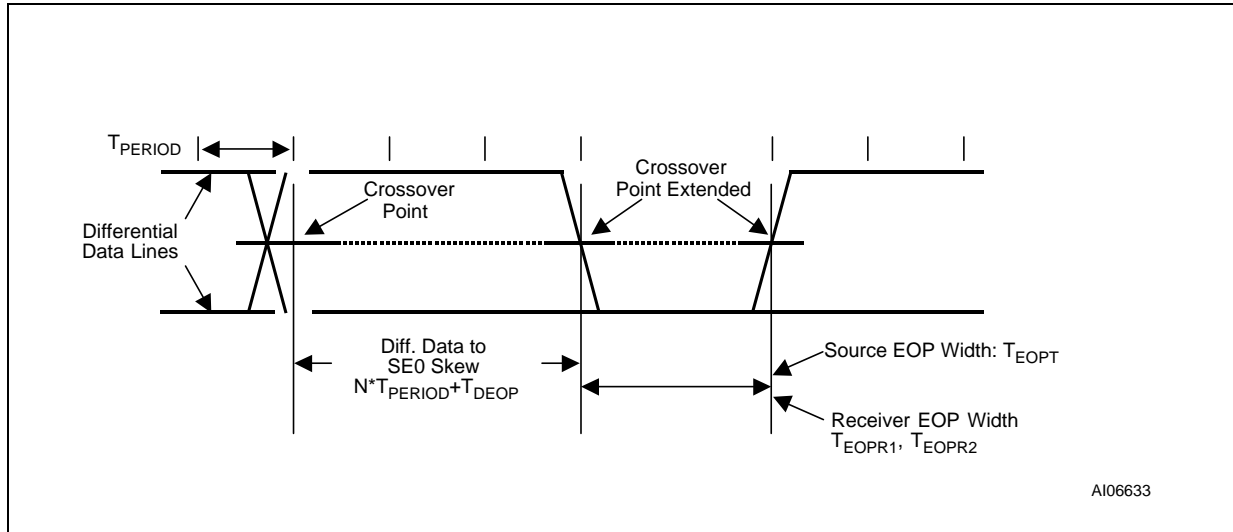 TPERIOD
Crossover
Point
Crossover
Point Extended
Differential
Data Lines
Diff. Data to
SE0 Skew
N*TPERIOD+TDEOP
Source EOP Width: TEOPT
Receiver EOP Width
TEOPR1, TEOPR2
AI06633